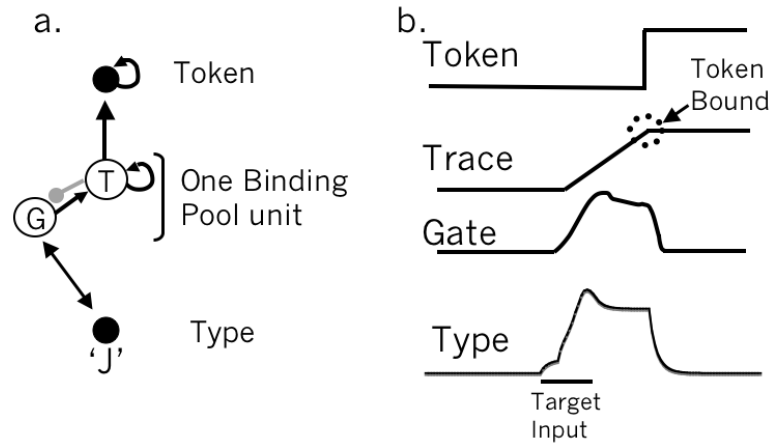 a.
Token
T
G
One Binding
Pool unit
Type
‘J’
b.
Token
Token
Bound
Trace
Gate
Type
Target
Input